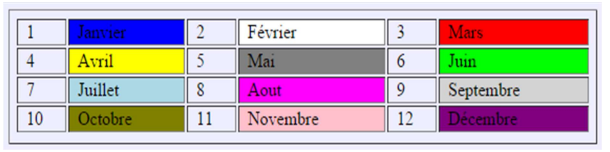 1 Janvier 2 Février 3 Mars
4 Avril 5 Mai 6 Juin
7 Juillet 8 Aout 9 Septembre
10 Octobre 11 Novembre 12 Décembre